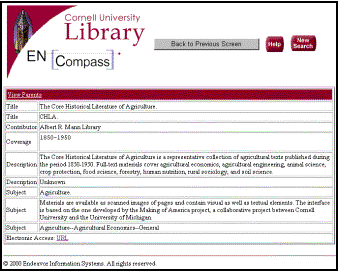 Cornell University
Library
EN Compass
Back to Previous Screen
Help
New
Search
View Parents
Title The Core Historical Literature of Agriculture.
Title CHLA.
Contributor Albert R. Mann Library
Coverage 1850-1950
Description The Core Historical Literature of Agriculture is a representative collection of agricultural texts published during
the period 1850-1950. Full-text materials cover agricultural economics, agricultural engineering, animal science,
crop protection, food science, forestry, human nutrition, rural sociology, and soil science.
Description Unknown
Subject Agriculture.
Subject Materials are available as scanned images of pages and contain visual as well as textual elements. The interface
is based on the one developed by the Making of America project, a collaborative project between Cornell
University and the University of Michigan.
Subject Agriculture--Agricultural Economics--General
Electronic Access: URL
© 2000 Endeavor Information Systems. All rights reserved.